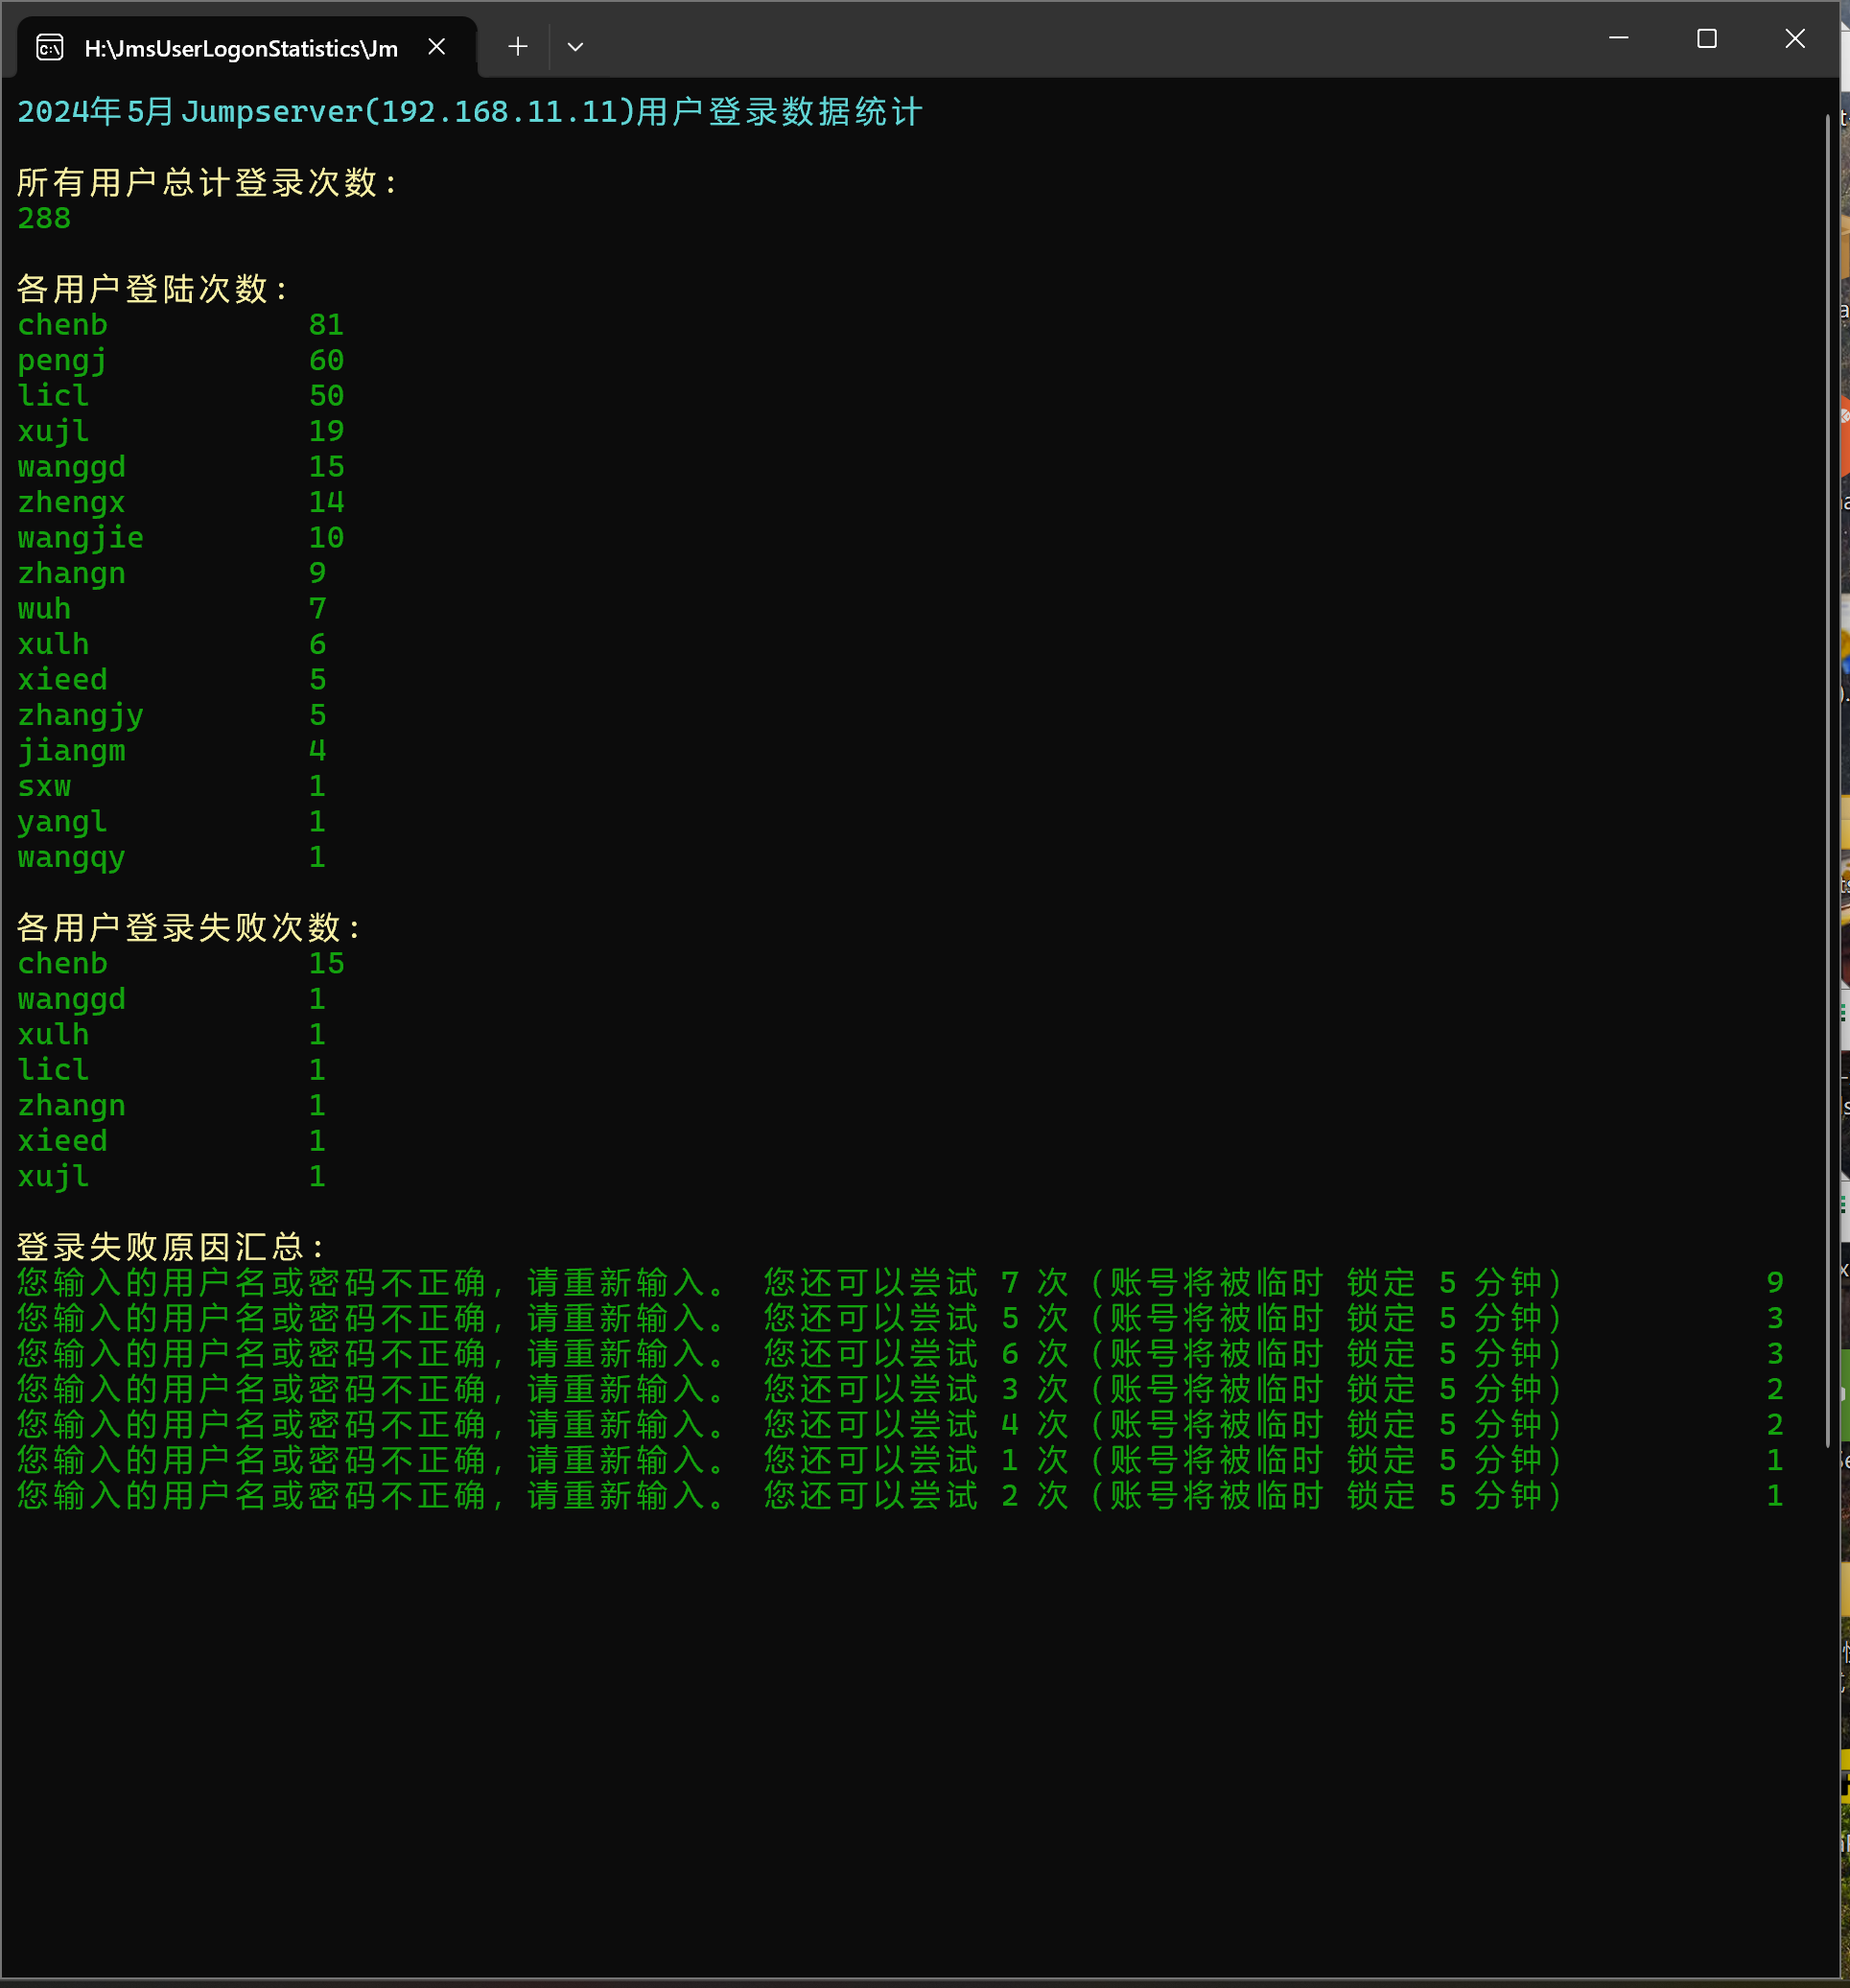 H:\JmsUserLogonStatistics\Jm
2024年5月Jumpserver(192.168.11.11)用户登录数据统计
所有用户总计登录次数:
288
各用户登陆次数:
chenb 81
pengj 60
licl 50
xujl 19
wanggd 15
zhengx 14
wangjie 10
zhangn 9
wuh 7
xulh 6
xieed 5
zhangjy 5
jiangm 4
sxw 1
yangl 1
wangqy 1
各用户登录失败次数:
chenb 15
wanggd 1
xulh 1
licl 1
zhangn 1
xieed 1
xujl 1
登录失败原因汇总:
您输入的用户名或密码不正确, 请重新输入。 您还可以尝试 7 次 (账号将被临时 锁定 5 分钟) 9
您输入的用户名或密码不正确, 请重新输入。 您还可以尝试 5 次 (账号将被临时 锁定 5 分钟) 3
您输入的用户名或密码不正确, 请重新输入。 您还可以尝试 6 次 (账号将被临时 锁定 5 分钟) 3
您输入的用户名或密码不正确, 请重新输入。 您还可以尝试 3 次 (账号将被临时 锁定 5 分钟) 2
您输入的用户名或密码不正确, 请重新输入。 您还可以尝试 4 次 (账号将被临时 锁定 5 分钟) 2
您输入的用户名或密码不正确, 请重新输入。 您还可以尝试 1 次 (账号将被临时 锁定 5 分钟) 1
您输入的用户名或密码不正确, 请重新输入。 您还可以尝试 2 次 (账号将被临时 锁定 5 分钟) 1